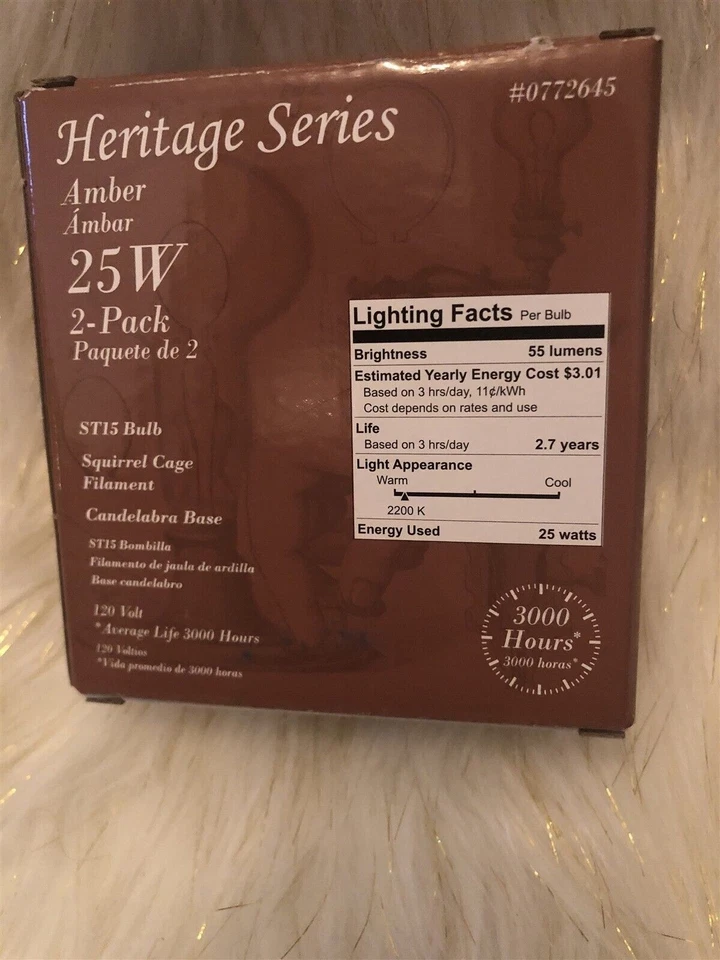 #0772645
Heritage Series
Amber
Ámbar
25W
2-Pack
Paquete de 2
ST15 Bulb
Squirrel Cage
Filament
Candelabra Base
ST15 Bombilla
Filamento de jaula de ardilla
Base candelabro
120 Volt
*Average Life 3000 Hours
120 Voltios
*Vida promedio de 3000 horas
Lighting Facts Per Bulb
Brightness 55 lumens
Estimated Yearly Energy Cost $3.01
Based on 3 hrs/day, 11¢/kWh
Cost depends on rates and use
Life
Based on 3 hrs/day 2.7 years
Light Appearance
Warm Cool
2200 K
Energy Used 25 watts
3000
Hours*
3000 horas*